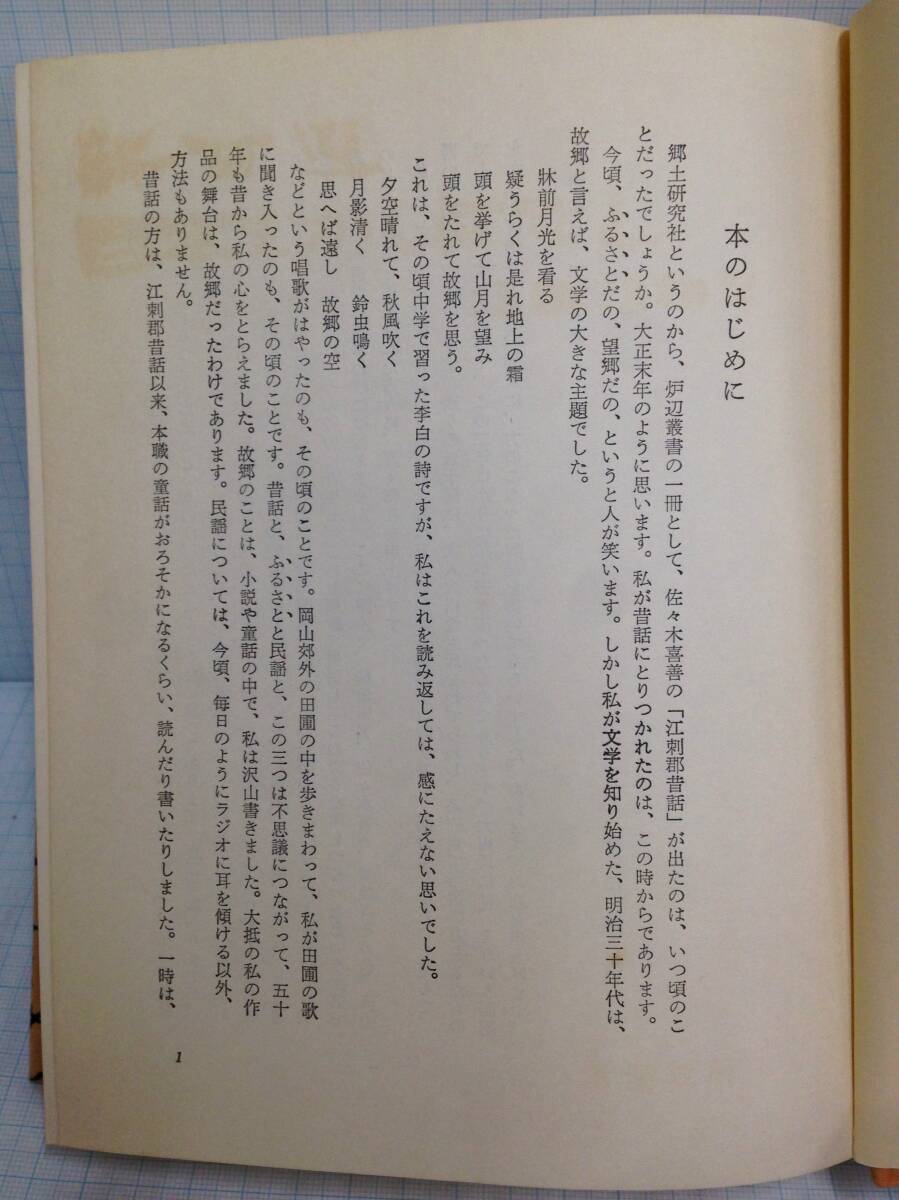 本のはじめに
郷土研究社というのから、炉辺叢書の一冊として、佐々木喜善の「江刺郡昔話」が出たのは、いつ頃のこ
とだったでしょうか。大正末年のように思います。私が昔話にとりつかれたのは、この時からであります。
今頃、ふるさとだの、望郷だの、というと人が笑います。しかし私が文学を知り始めた、明治三十年代は、
故郷と言えば、文学の大きな主題でした。
牀前月光を看る
疑うらくは是れ地上の霜
頭を挙げて山月を望み
頭をたれて故郷を思う。
これは、その頃中学で習った李白の詩ですが、私はこれを読み返しては、感にたえない思いでした。
夕空晴れて、秋風吹く
月影清く　鈴虫鳴く
思へば遠し　故郷の空
などという唱歌がはやったのも、その頃のことです。岡山郊外の田圃の中を歩きまわって、私が田圃の歌
に聞き入ったのも、その頃のことです。昔話と、ふるさとと民謡と、この三つは不思議につながって、五十
年も昔から私の心をとらえました。故郷のことは、小説や童話の中で、私は沢山書きました。大抵の私の作
品の舞台は、故郷だったわけであります。民謡については、今頃、毎日のようにラジオに耳を傾ける以外、
方法もありません。
昔話の方は、江刺郡昔話以来、本職の童話がおろそかになるくらい、読んだり書いたりしました。一時は、
1